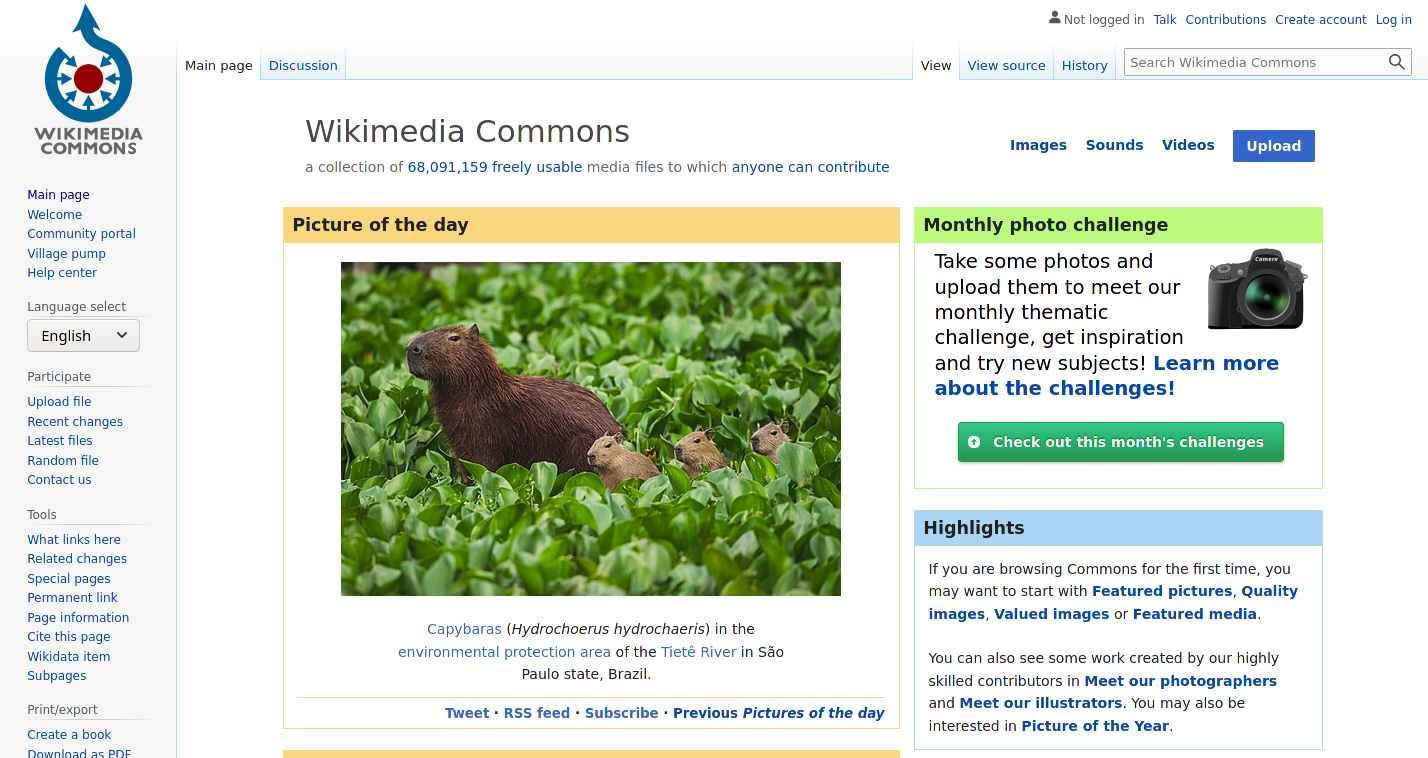 WIKIMEDIA
COMMONS
Not logged in Talk Contributions Create account Log in
Main page Discussion View View source History Search Wikimedia Commons
Wikimedia Commons
a collection of 68,091,159 freely usable media files to which anyone can contribute
Images Sounds Videos Upload
Main page
Welcome
Community portal
Village pump
Help center
Language select
English
Participate
Upload file
Recent changes
Latest files
Random file
Contact us
Tools
What links here
Related changes
Special pages
Permanent link
Page information
Cite this page
Wikidata item
Subpages
Print/export
Create a book
Download as PDF
Picture of the day
Capybaras (Hydrochoerus hydrochaeris) in the
environmental protection area of the Tietê River in São
Paulo state, Brazil.
Tweet · RSS feed · Subscribe · Previous Pictures of the day
Monthly photo challenge
Camera
Take some photos and
upload them to meet our
monthly thematic
challenge, get inspiration
and try new subjects! Learn more
about the challenges!
Check out this month's challenges
Highlights
If you are browsing Commons for the first time, you
may want to start with Featured pictures, Quality
images, Valued images or Featured media.
You can also see some work created by our highly
skilled contributors in Meet our photographers
and Meet our illustrators. You may also be
interested in Picture of the Year.